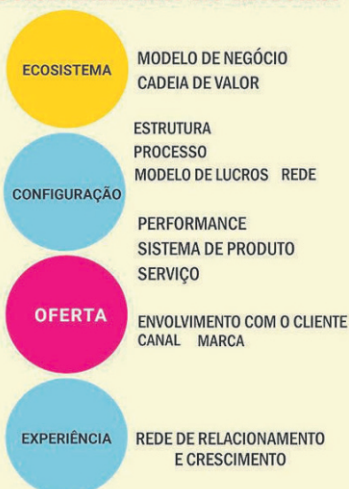 ECOSISTEMA
MODELO DE NEGÓCIO
CADEIA DE VALOR
ESTRUTURA
PROCESSO
MODELO DE LUCROS REDE
CONFIGURAÇÃO
PERFORMANCE
SISTEMA DE PRODUTO
SERVIÇO
OFERTA
ENVOLVIMENTO COM O CLIENTE
CANAL MARCA
EXPERIÊNCIA
REDE DE RELACIONAMENTO
E CRESCIMENTO